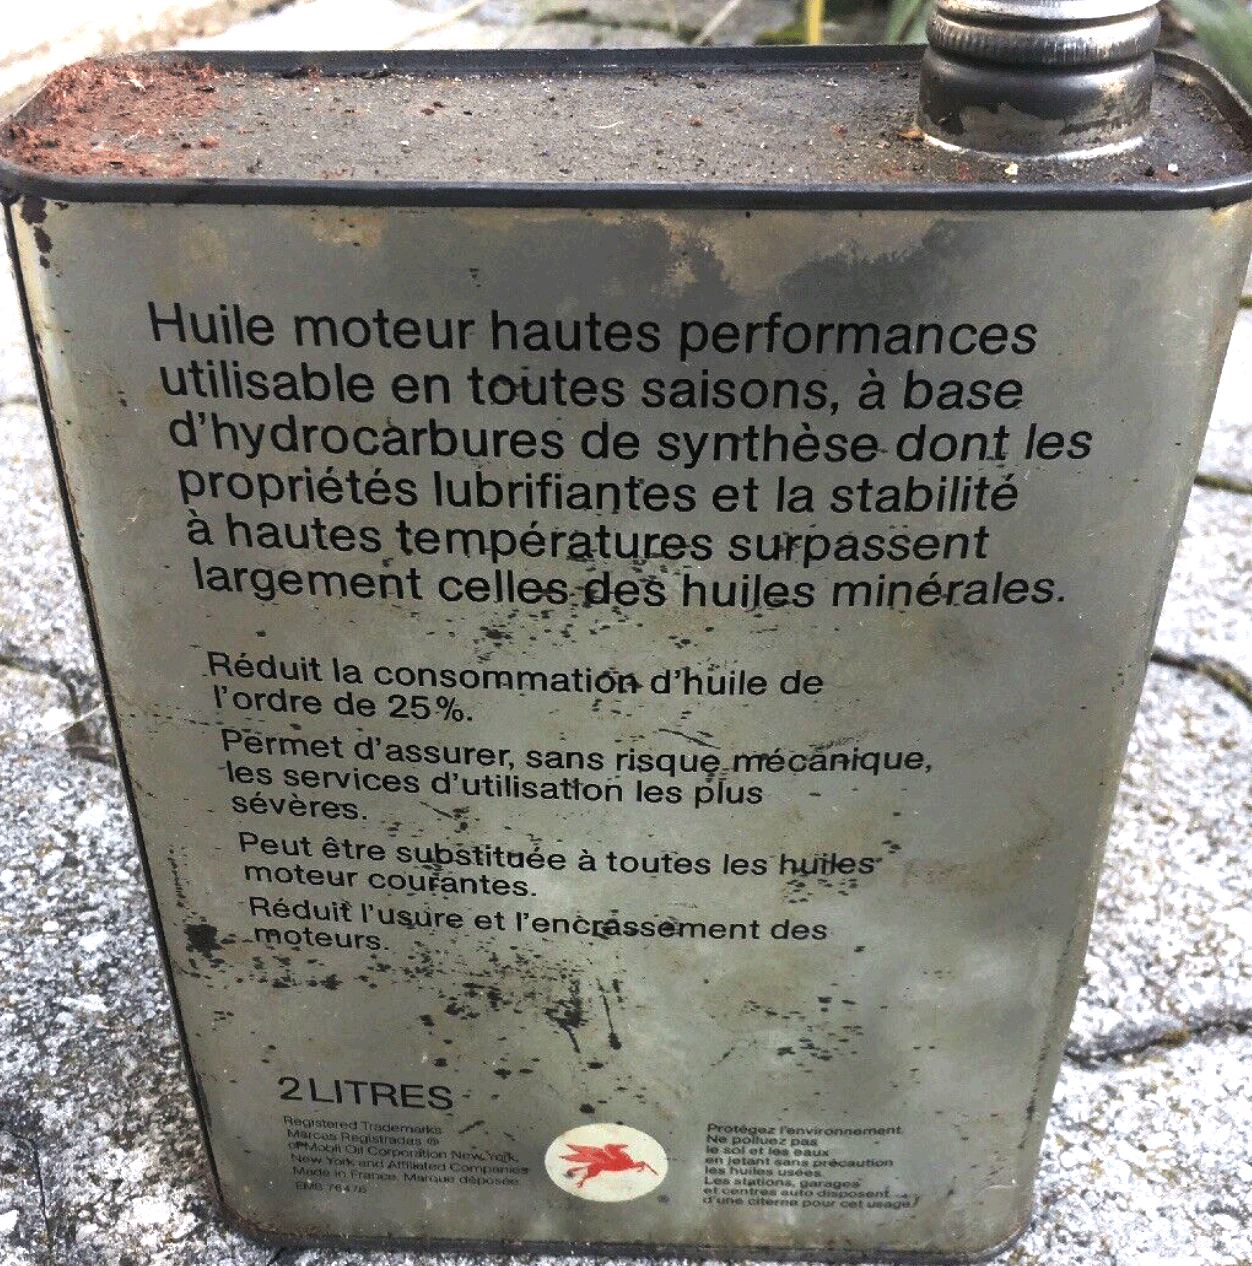 Huile moteur hautes performances
utilisable en toutes saisons, à base
d'hydrocarbures de synthèse dont les
propriétés lubrifiantes et la stabilité
à hautes températures surpassent
largement celles des huiles minérales.
Réduit la consommation d'huile de
l'ordre de 25%.
Permet d'assurer, sans risque mécanique,
les services d'utilisation les plus
sévères.
Peut être substituée à toutes les huiles
moteur courantes.
Réduit l'usure et l'encrassement des
moteurs.
2 LITRES
Registered Trademarks
Marcas Registradas ®
of Mobil Oil Corporation New York,
New York and Affiliated Companies
Made in France. Marque déposée
EMB 76476
Protégez l'environnement
Ne polluez pas
le sol et les eaux
en jetant sans précaution
les huiles usées.
Les stations, garages
et centres auto disposent
d'une citerne pour cet usage!